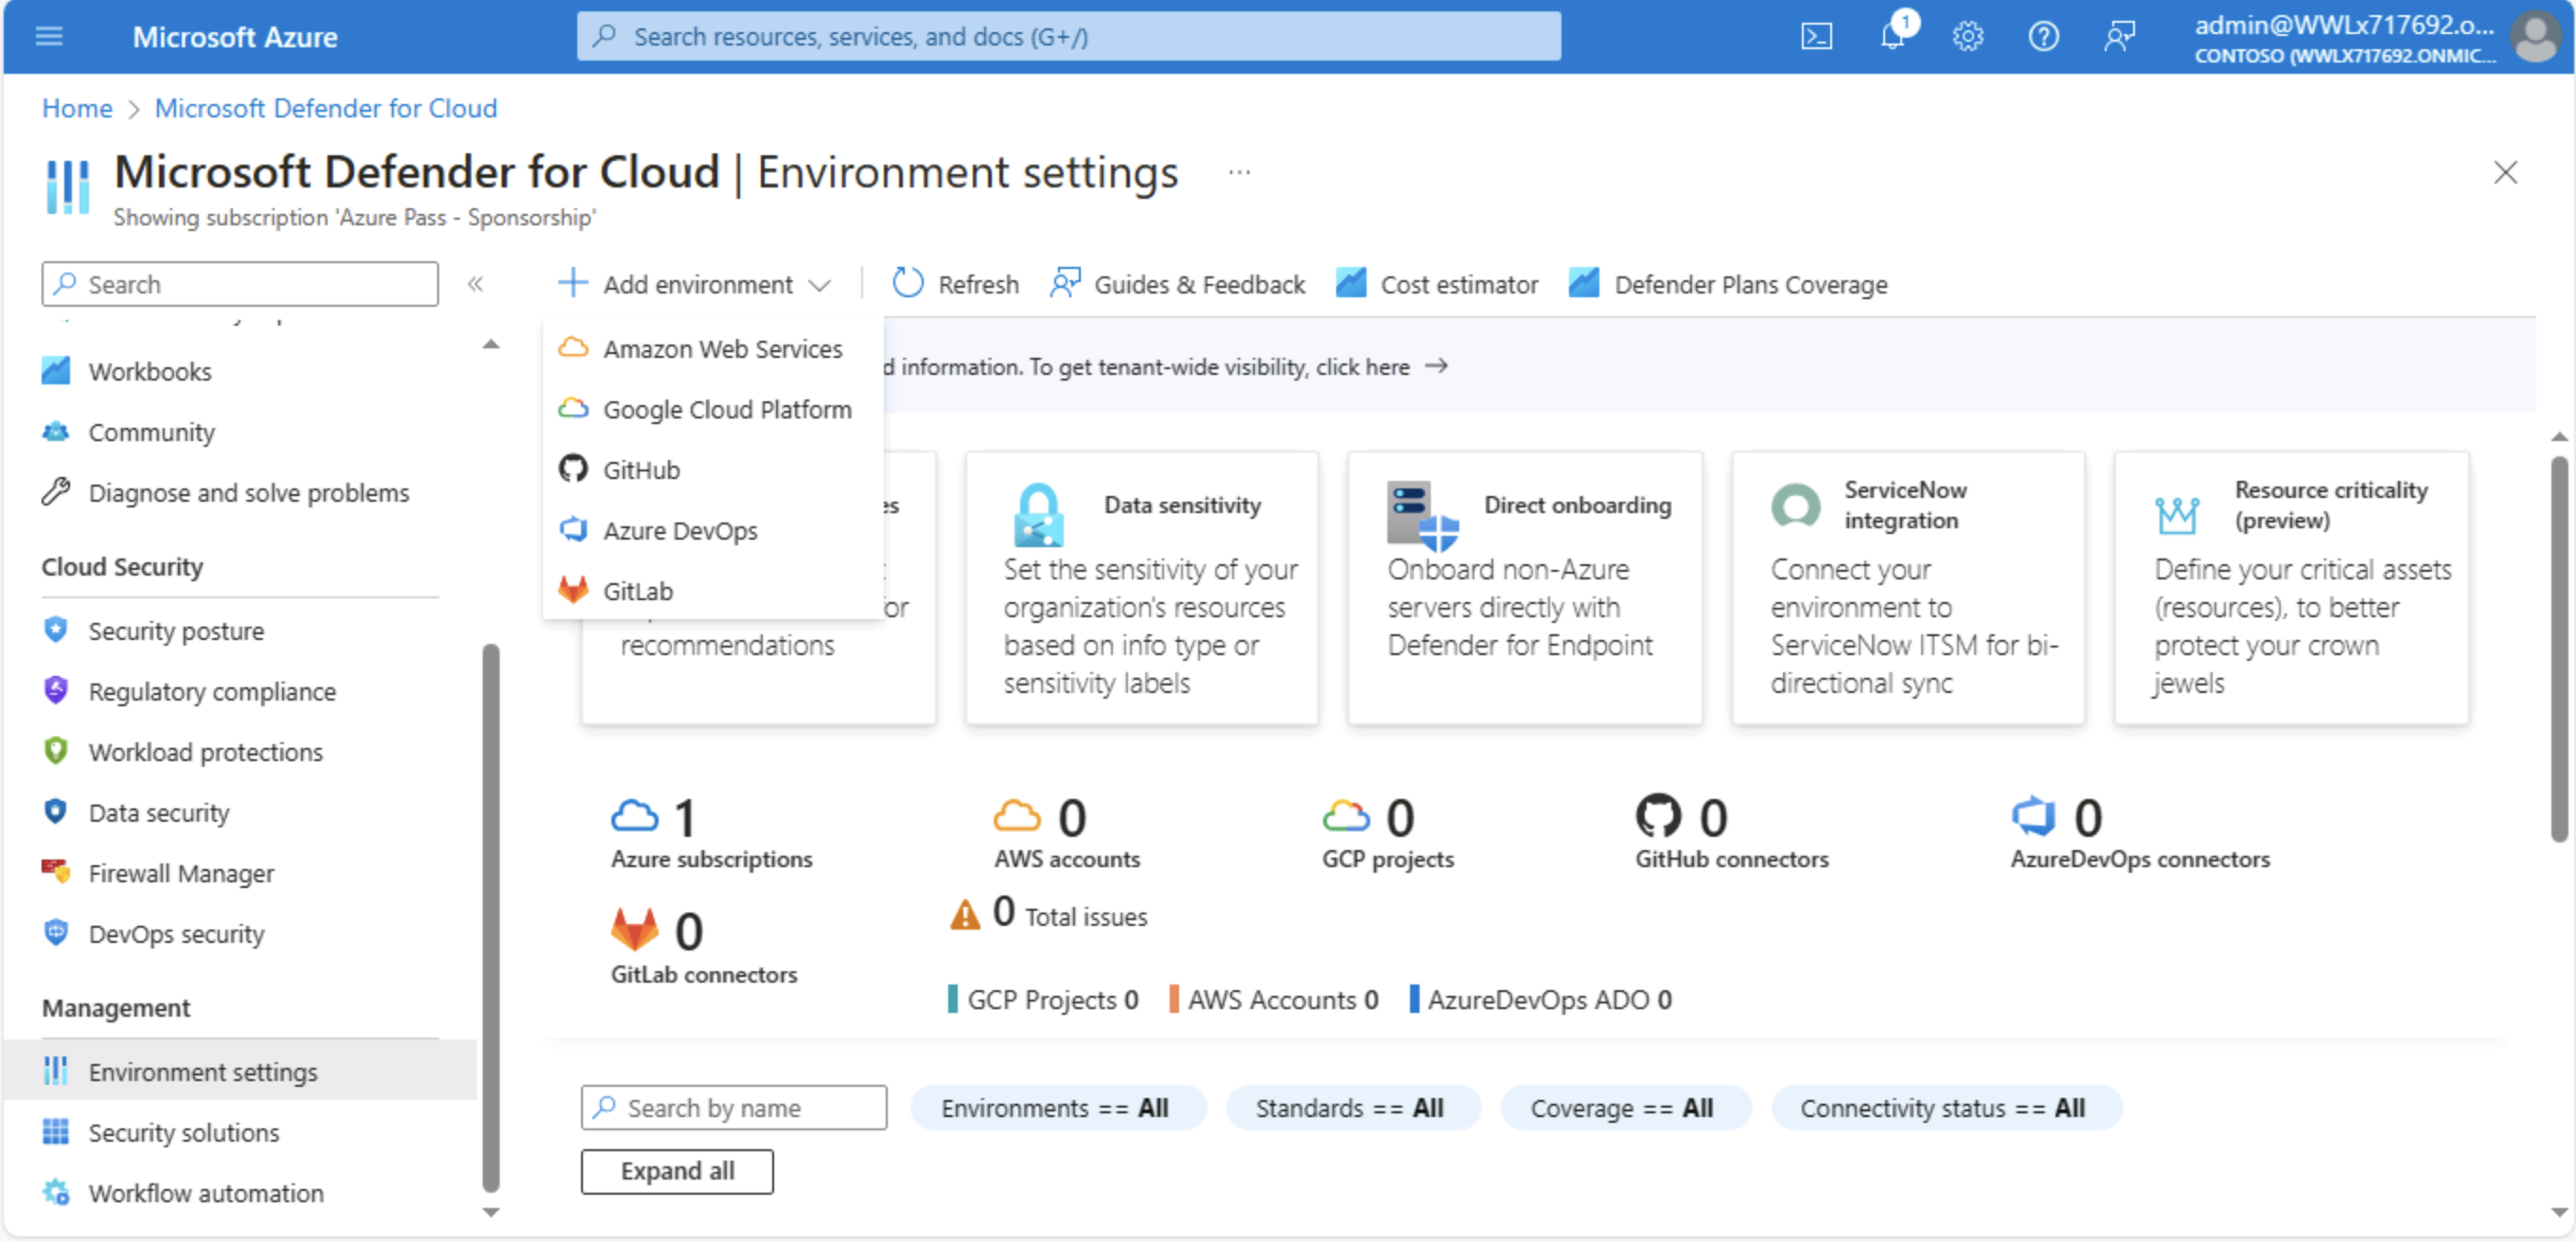 Microsoft Azure
Search resources, services, and docs (G+/)
1
admin@WWLx717692.o...
CONTOSO (WWLX717692.ONMIC...
Home > Microsoft Defender for Cloud
Microsoft Defender for Cloud | Environment settings ...
Showing subscription 'Azure Pass - Sponsorship'
Search
«
Workbooks
Community
Diagnose and solve problems
Cloud Security
Security posture
Regulatory compliance
Workload protections
Data security
Firewall Manager
DevOps security
Management
Environment settings
Security solutions
Workflow automation
+ Add environment
Refresh
Guides & Feedback
Cost estimator
Defender Plans Coverage
Amazon Web Services
Google Cloud Platform
GitHub
Azure DevOps
GitLab
d information. To get tenant-wide visibility, click here →
es
or
recommendations
Data sensitivity
Set the sensitivity of your
organization's resources
based on info type or
sensitivity labels
Direct onboarding
Onboard non-Azure
servers directly with
Defender for Endpoint
ServiceNow
integration
Connect your
environment to
ServiceNow ITSM for bi-
directional sync
Resource criticality
(preview)
Define your critical assets
(resources), to better
protect your crown
jewels
1
Azure subscriptions
0
AWS accounts
0
GCP projects
0
GitHub connectors
0
AzureDevOps connectors
0
GitLab connectors
0 Total issues
GCP Projects 0
AWS Accounts 0
AzureDevOps ADO 0
Search by name
Environments == All
Standards == All
Coverage == All
Connectivity status == All
Expand all